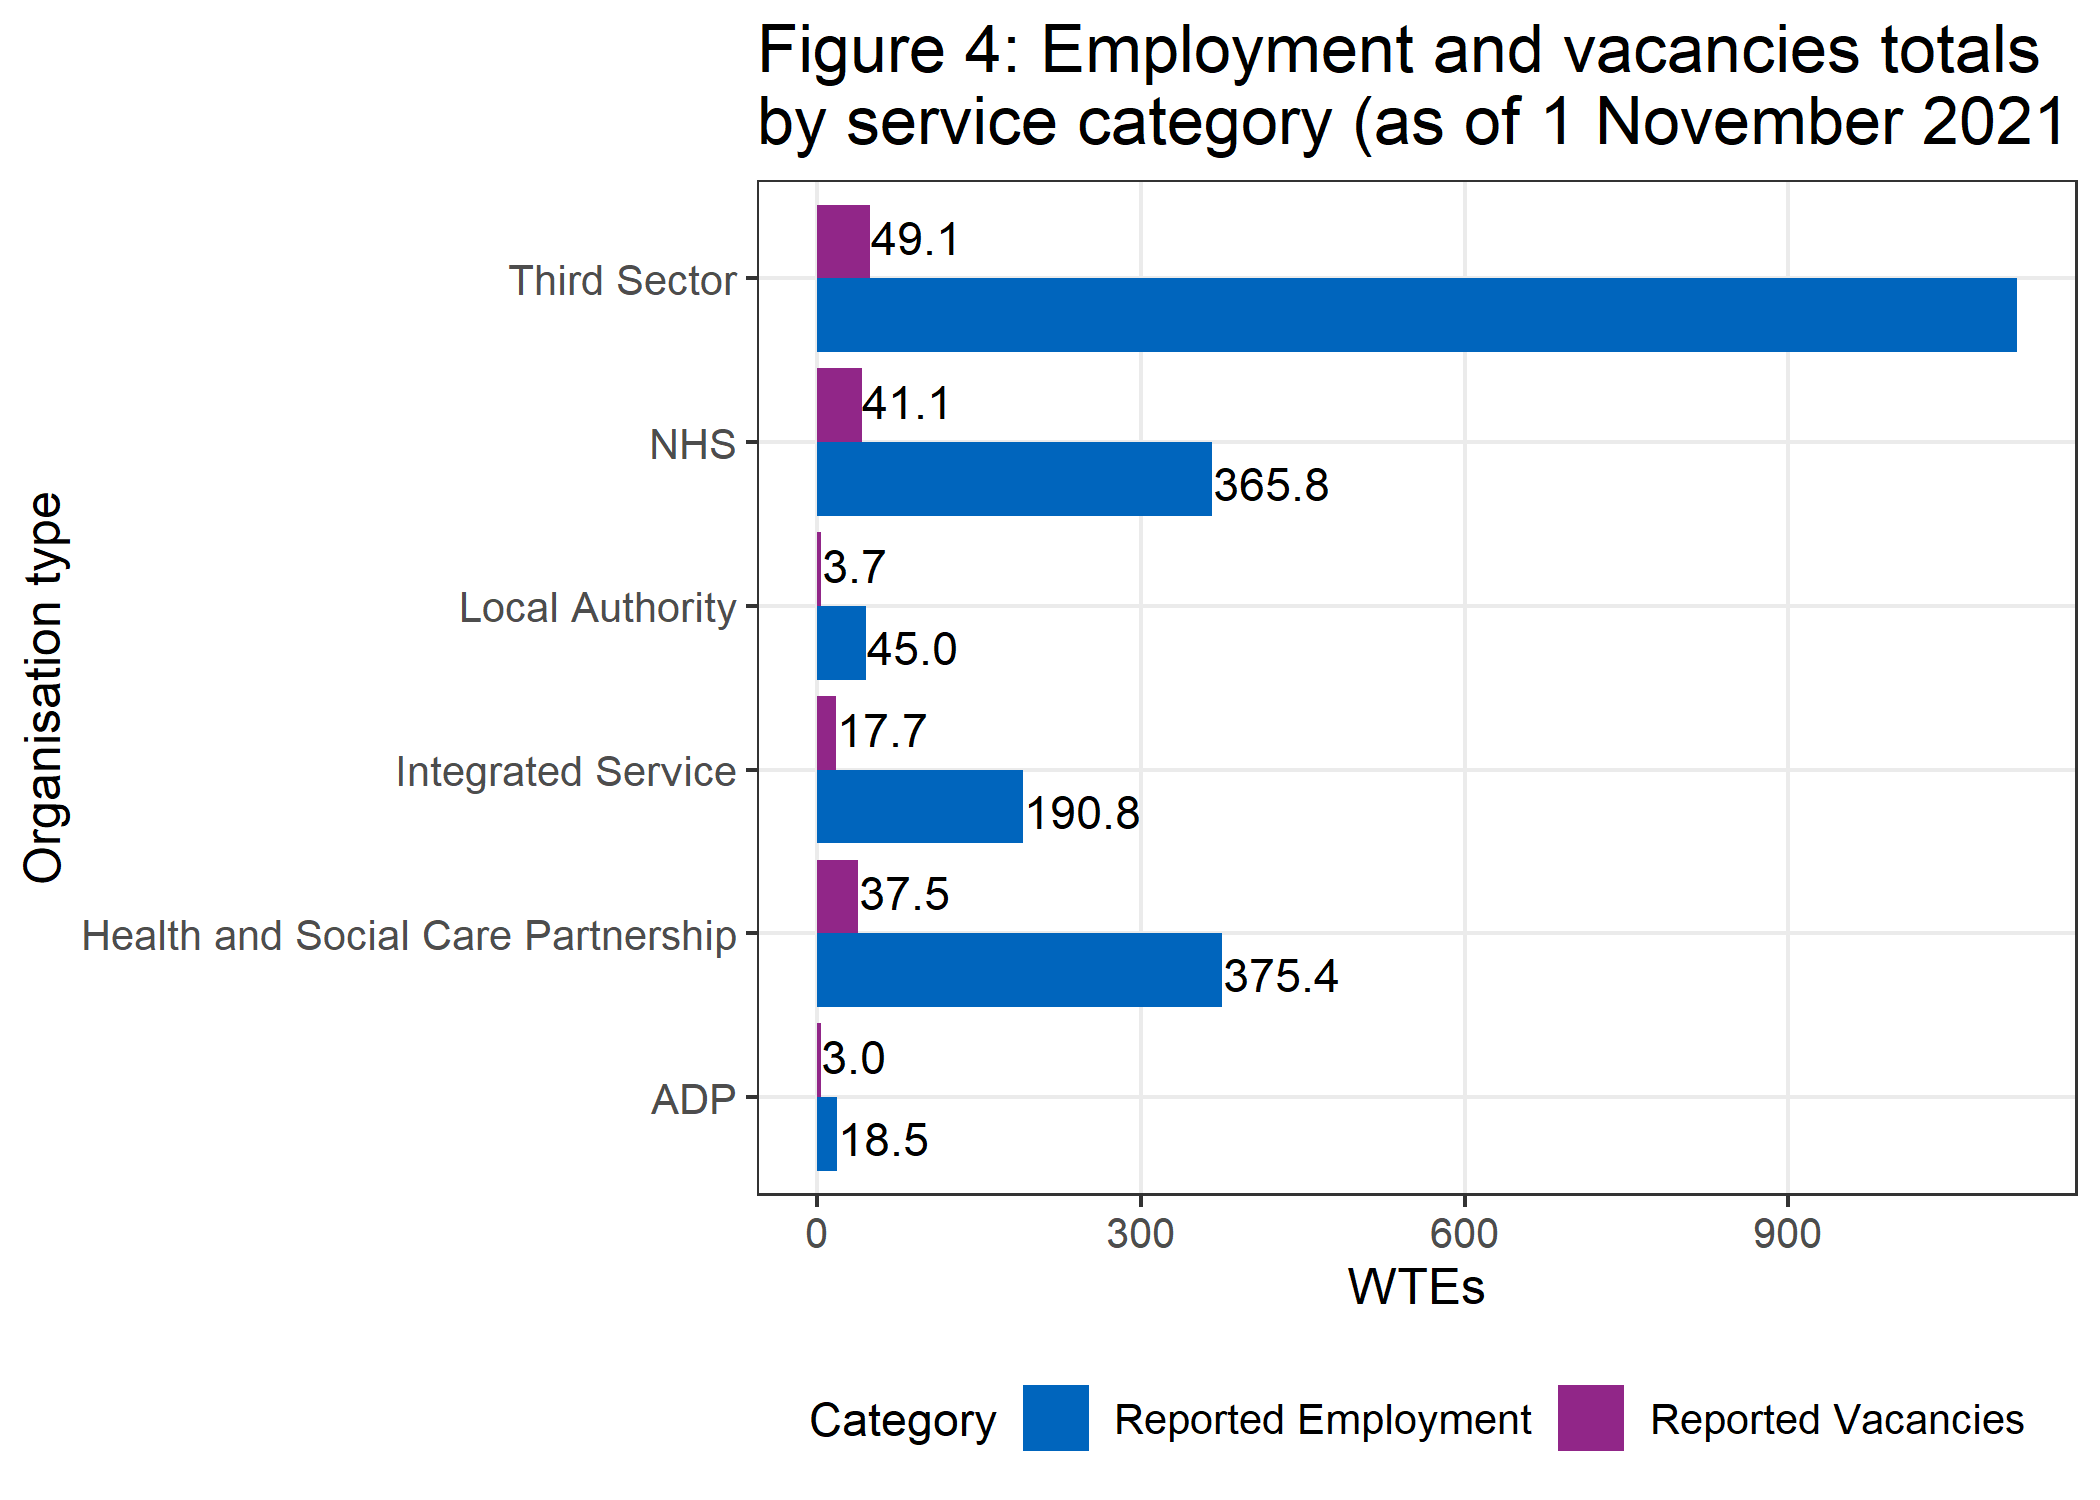 Figure 4: Employment and vacancies totals
by service category (as of 1 November 2021
49.1
Third Sector
41.1
NHS
365.8
3.7
Local Authority
45.0
17.7
Integrated Service
190.8
37.5
Health and Social Care Partnership
375.4
3.0
ADP
18.5
Organisation type
0 300 600 900
WTEs
Category Reported Employment Reported Vacancies